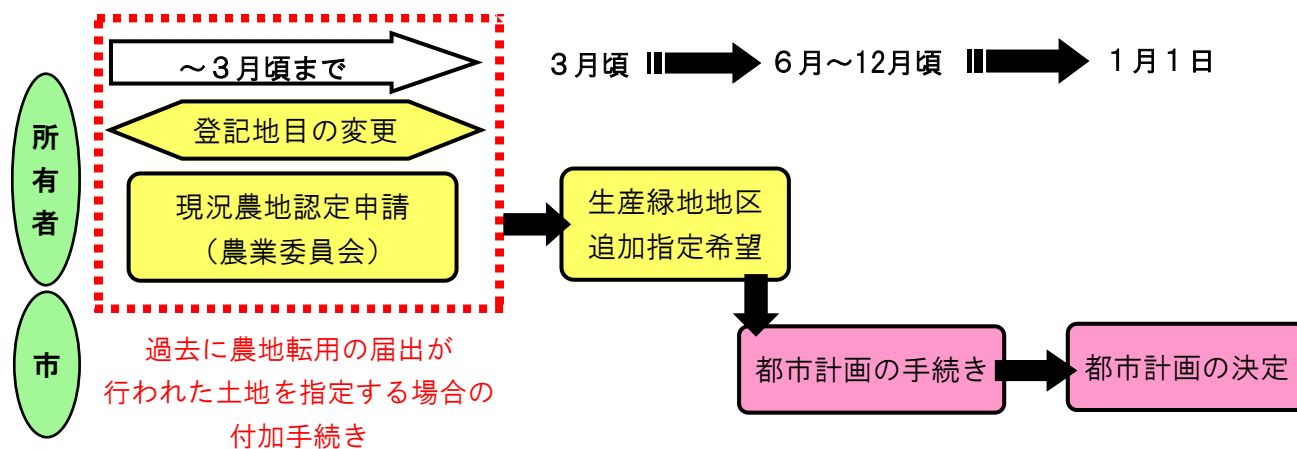 ～３月頃まで
３月頃
６月～12月頃
１月１日
所有者
登記地目の変更
現況農地認定申請
（農業委員会）
生産緑地地区
追加指定希望
市
過去に農地転用の届出が
行われた土地を指定する場合の
付加手続き
都市計画の手続き
都市計画の決定